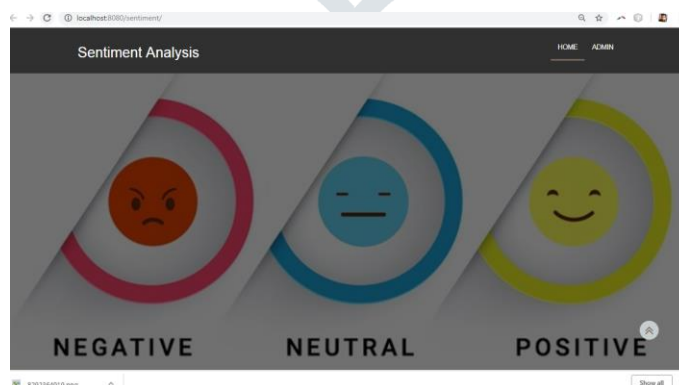 localhost:8080/sentiment/
Sentiment Analysis
HOME ADMIN
NEGATIVE NEUTRAL POSITIVE
Show all